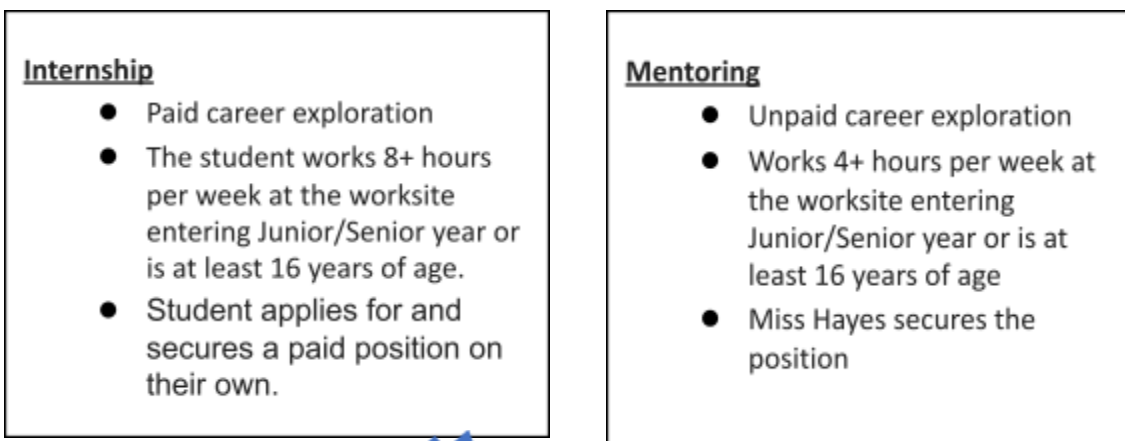 Internship
● Paid career exploration
● The student works 8+ hours
per week at the worksite
entering Junior/Senior year or
is at least 16 years of age.
● Student applies for and
secures a paid position on
their own.
Mentoring
● Unpaid career exploration
● Works 4+ hours per week at
the worksite entering
Junior/Senior year or is at
least 16 years of age
● Miss Hayes secures the
position